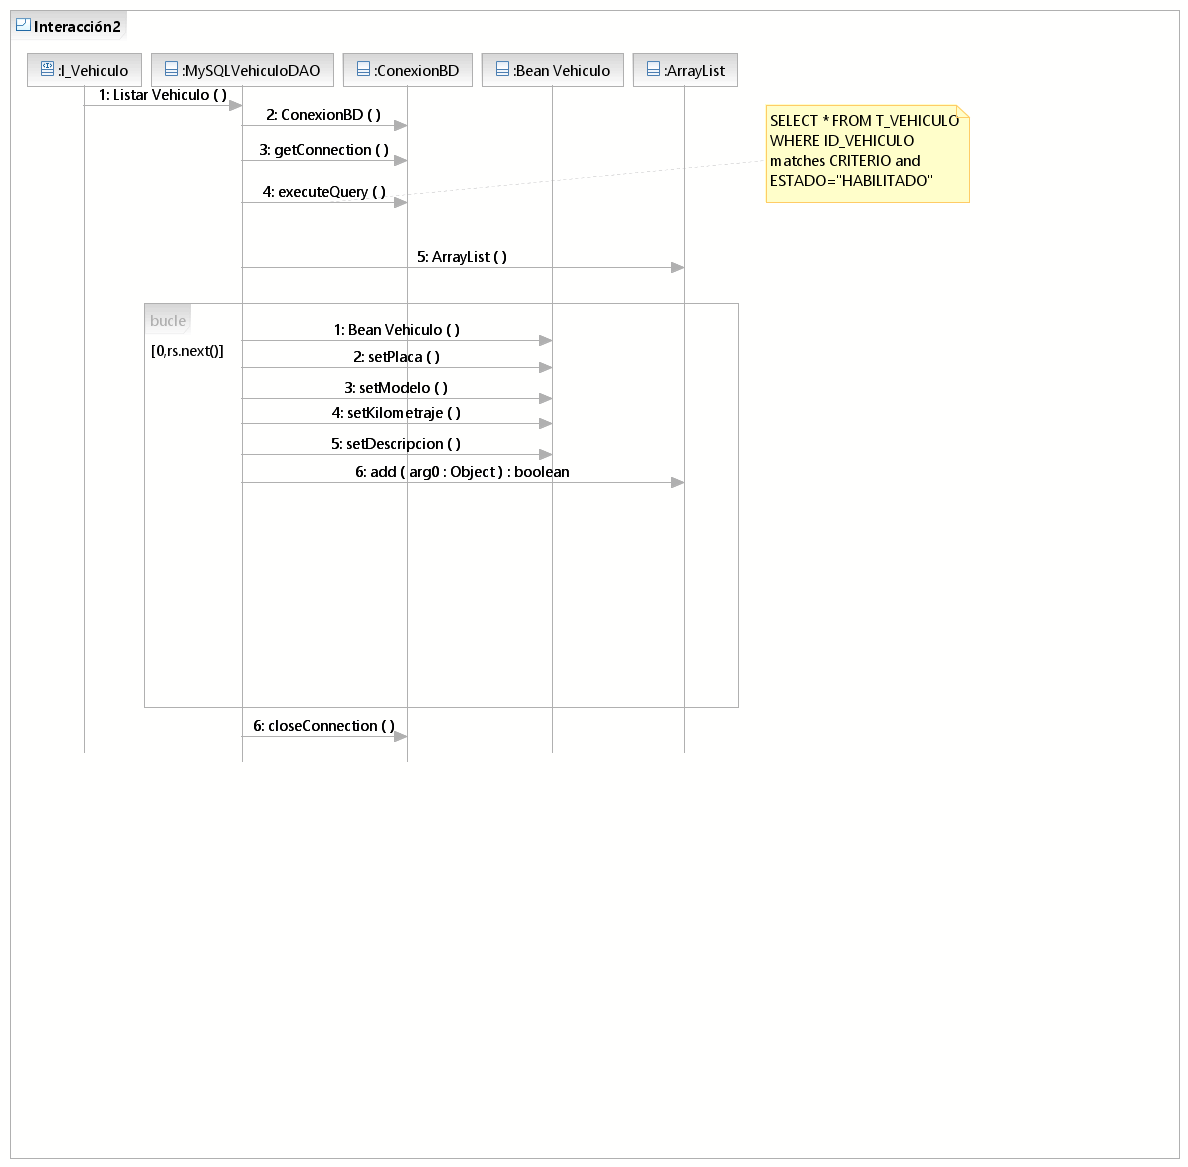 Interacción2
:I_Vehiculo
:MySQLVehiculoDAO
:ConexionBD
:Bean Vehiculo
:ArrayList
1: Listar Vehiculo ( )
2: ConexionBD ( )
3: getConnection ( )
4: executeQuery ( )
SELECT * FROM T_VEHICULO
WHERE ID_VEHICULO
matches CRITERIO and
ESTADO="HABILITADO"
5: ArrayList ( )
bucle
[0,rs.next()]
1: Bean Vehiculo ( )
2: setPlaca ( )
3: setModelo ( )
4: setKilometraje ( )
5: setDescripcion ( )
6: add ( arg0 : Object ) : boolean
6: closeConnection ( )